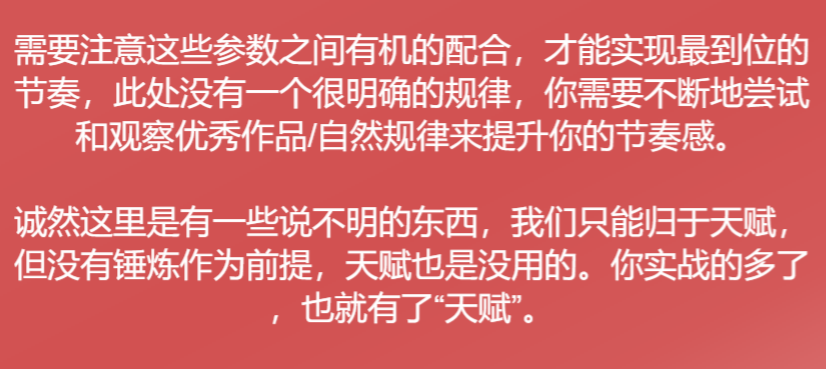 需要注意这些参数之间有机的配合，才能实现最到位的
节奏，此处没有一个很明确的规律，你需要不断地尝试
和观察优秀作品/自然规律来提升你的节奏感。
诚然这里是有一些说不明的东西，我们只能归于天赋，
但没有锤炼作为前提，天赋也是没用的。你实战的多了
，也就有了“天赋”。